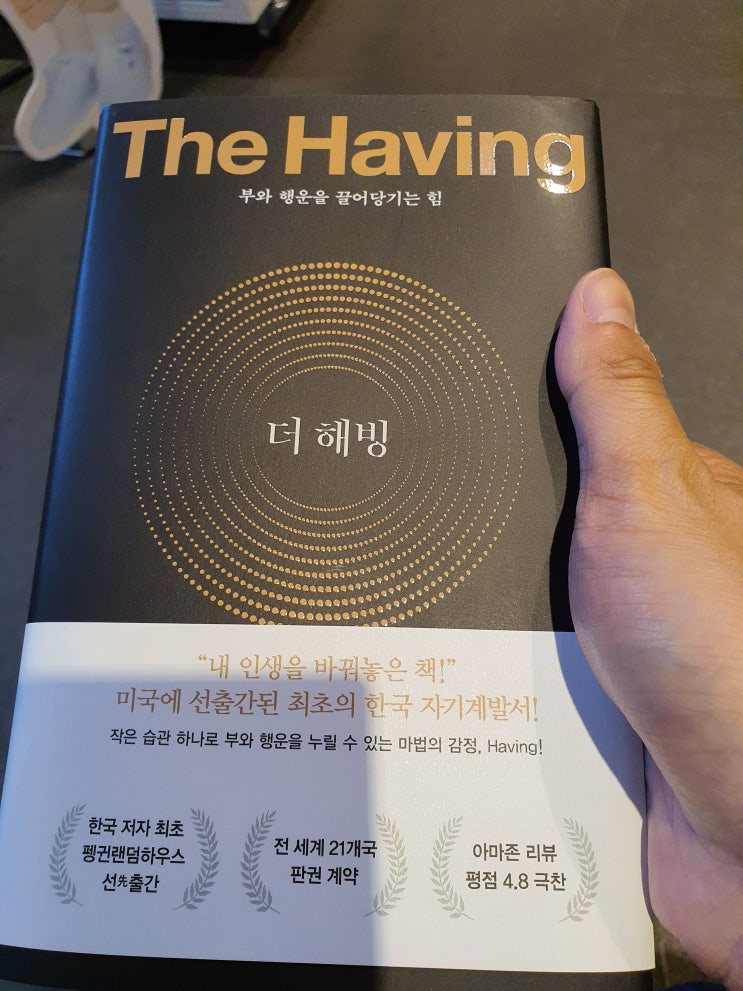 The Having
부와 행운을 끌어당기는 힘
더 해빙
“내 인생을 바꿔놓은 책!”
미국에 선출간된 최초의 한국 자기계발서!
작은 습관 하나로 부와 행운을 누릴 수 있는 마법의 감정, Having!
한국 저자 최초
펭귄랜덤하우스
선先출간
전 세계 21개국
판권 계약
아마존 리뷰
평점 4.8 극찬